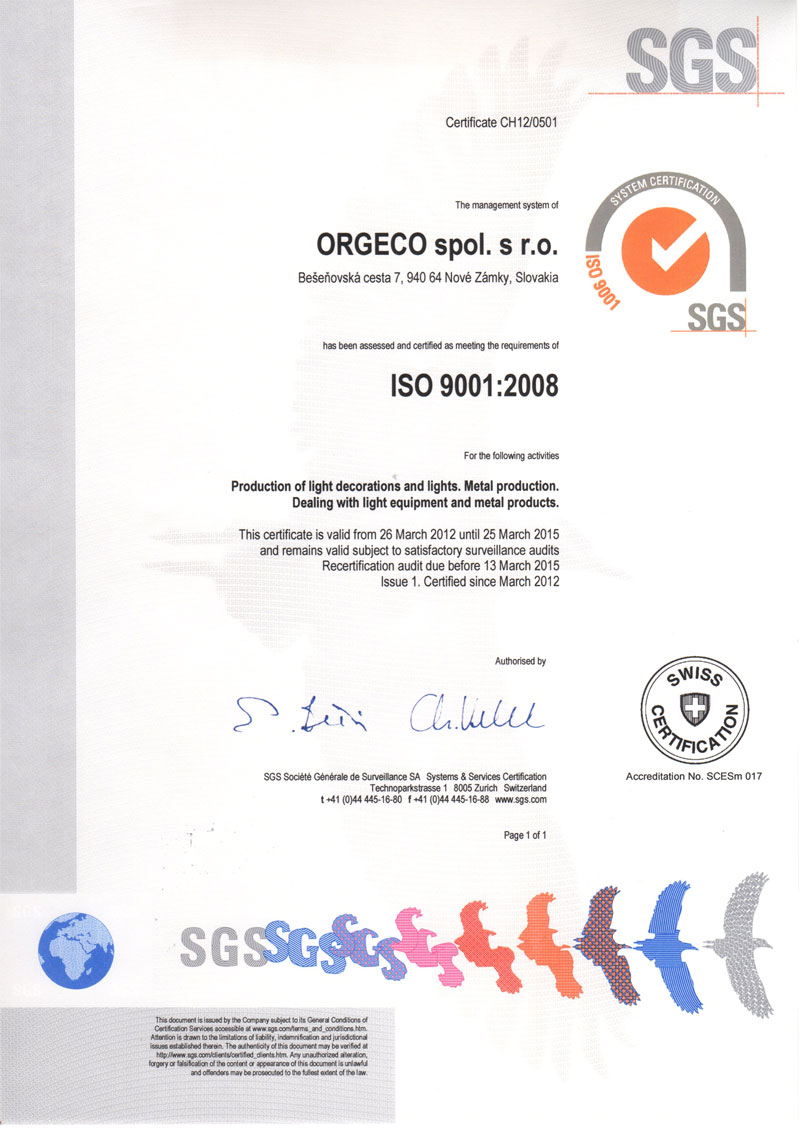 SGS
Certificate CH12/0501
The management system of
ORGECO spol. s r.o.
Bešeňovská cesta 7, 940 64 Nové Zámky, Slovakia
SYSTEM CERTIFICATION
ISO 9001
SGS
has been assessed and certified as meeting the requirements of
ISO 9001:2008
For the following activities
Production of light decorations and lights. Metal production.
Dealing with light equipment and metal products.
This certificate is valid from 26 March 2012 until 25 March 2015
and remains valid subject to satisfactory surveillance audits
Recertification audit due before 13 March 2015
Issue 1. Certified since March 2012
Authorised by
SWISS
CERTIFICATION
Accreditation No. SCESm 017
SGS Société Générale de Surveillance SA Systems & Services Certification
Technoparkstrasse 1 8005 Zurich Switzerland
t +41 (0)44 445-16-80 f +41 (0)44 445-16-88 www.sgs.com
Page 1 of 1
SGS SGS SGS
This document is issued by the Company subject to its General Conditions of
Certification Services accessible at www.sgs.com/terms_and_conditions.htm.
Attention is drawn to the limitations of liability, indemnification and jurisdictional
issues established therein. The authenticity of this document may be verified at
http://www.sgs.com/clients/certified_clients.htm. Any unauthorized alteration,
forgery or falsification of the content or appearance of this document is unlawful
and offenders may be prosecuted to the fullest extent of the law.